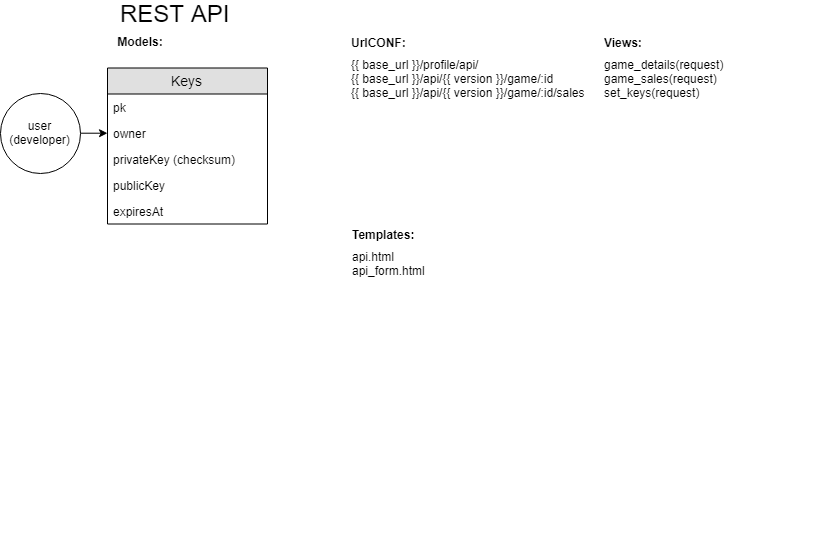 REST API
Models:
Keys
pk
owner
privateKey (checksum)
publicKey
expiresAt
user
(developer)
UrlCONF:
{{ base_url }}/profile/api/
{{ base_url }}/api/{{ version }}/game/:id
{{ base_url }}/api/{{ version }}/game/:id/sales
Views:
game_details(request)
game_sales(request)
set_keys(request)
Templates:
api.html
api_form.html